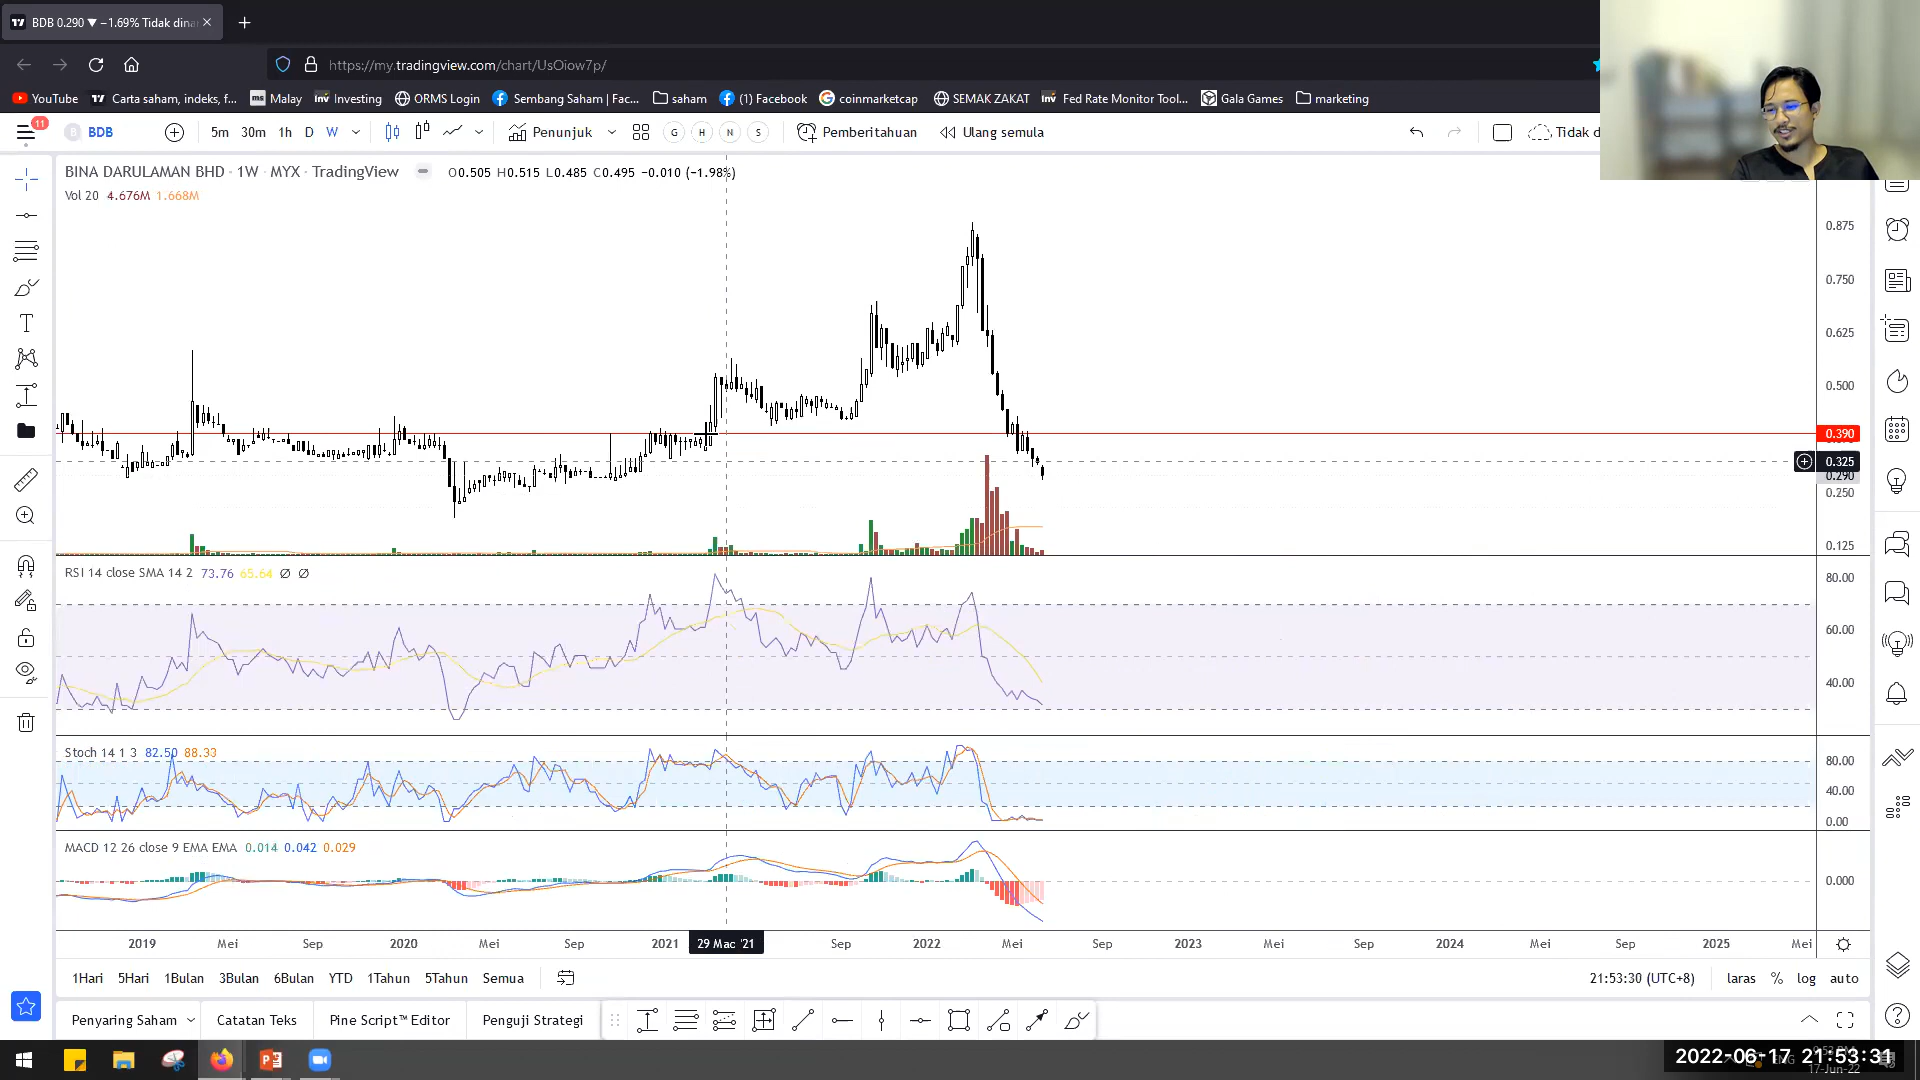 BDB 0.290 ▼ −1.69% Tidak dina
https://my.tradingview.com/chart/UsOiow7p/
YouTube Carta saham, indeks, f... Malay Investing ORMS Login Sembang Saham | Fac... saham (1) Facebook coinmarketcap SEMAK ZAKAT Fed Rate Monitor Tool... Gala Games marketing
11
BDB 5m 30m 1h D W Penunjuk G H N S Pemberitahuan Ulang semula Tidak d
BINA DARULAMAN BHD · 1W · MYX · TradingView O0.505 H0.515 L0.485 C0.495 −0.010 (−1.98%)
Vol 20 4.676M 1.668M
0.875
0.750
0.625
0.500
0.390
0.325
0.290
0.250
0.125
RSI 14 close SMA 14 2 73.76 65.64 Ø Ø
80.00
60.00
40.00
Stoch 14 1 3 82.50 88.33
80.00
40.00
0.00
MACD 12 26 close 9 EMA EMA 0.014 0.042 0.029
0.000
2019 Mei Sep 2020 Mei Sep 2021 29 Mac '21 Sep 2022 Mei Sep 2023 Mei Sep 2024 Mei Sep 2025 Mei
1Hari 5Hari 1Bulan 3Bulan 6Bulan YTD 1Tahun 5Tahun Semua 21:53:30 (UTC+8) laras % log auto
Penyaring Saham Catatan Teks Pine Script™ Editor Penguji Strategi
2022-06-17 21:53:31
17-Jun-22